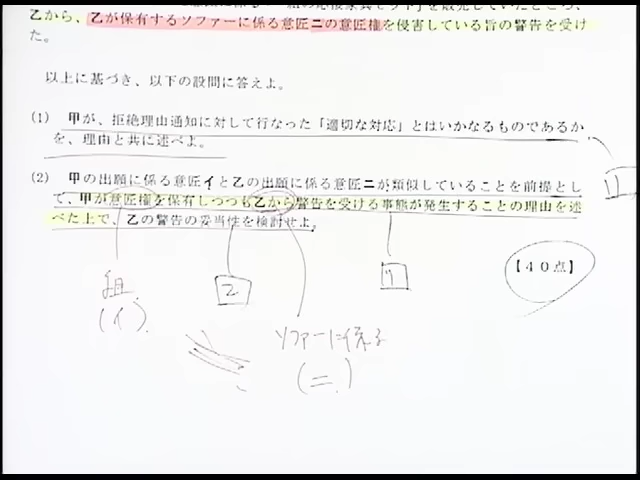 乙から、乙が保有するソファーに係る意匠ニの意匠権を侵害している旨の警告を受け
た。
以上に基づき、以下の設問に答えよ。
(1) 甲が、拒絶理由通知に対して行なった「適切な対応」とはいかなるものであるか
を、理由と共に述べよ。
(2) 甲の出願に係る意匠イと乙の出願に係る意匠ニが類似していることを前提とし
て、甲が意匠権を保有しつつも乙から警告を受ける事態が発生することの理由を述
べた上で、乙の警告の妥当性を検討せよ。
【40点】
組
(イ)
2
ソファーに係る
(ニ)